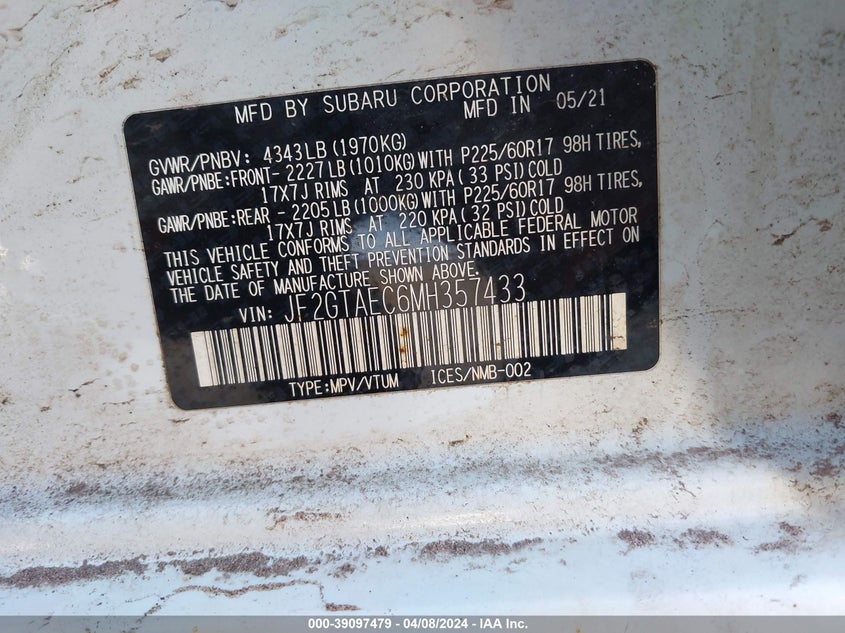 MFD BY SUBARU CORPORATION
MFD IN 05/21
GVWR/PNBV: 4343LB(1970KG)
GAWR/PNBE:FRONT- 2227LB(1010KG)WITH P225/60R17 98H TIRES,
17X7J RIMS AT 230 KPA( 33 PSI)COLD
GAWR/PNBE:REAR - 2205LB(1000KG)WITH P225/60R17 98H TIRES,
17X7J RIMS AT 220 KPA( 32 PSI)COLD
THIS VEHICLE CONFORMS TO ALL APPLICABLE FEDERAL MOTOR
VEHICLE SAFETY AND THEFT PREVENTION STANDARDS IN EFFECT ON
THE DATE OF MANUFACTURE SHOWN ABOVE.
VIN: JF2GTAEC6MH357433
TYPE:MPV/VTUM ICES/NMB-002
000-39097479 - 04/08/2024 - IAA Inc.